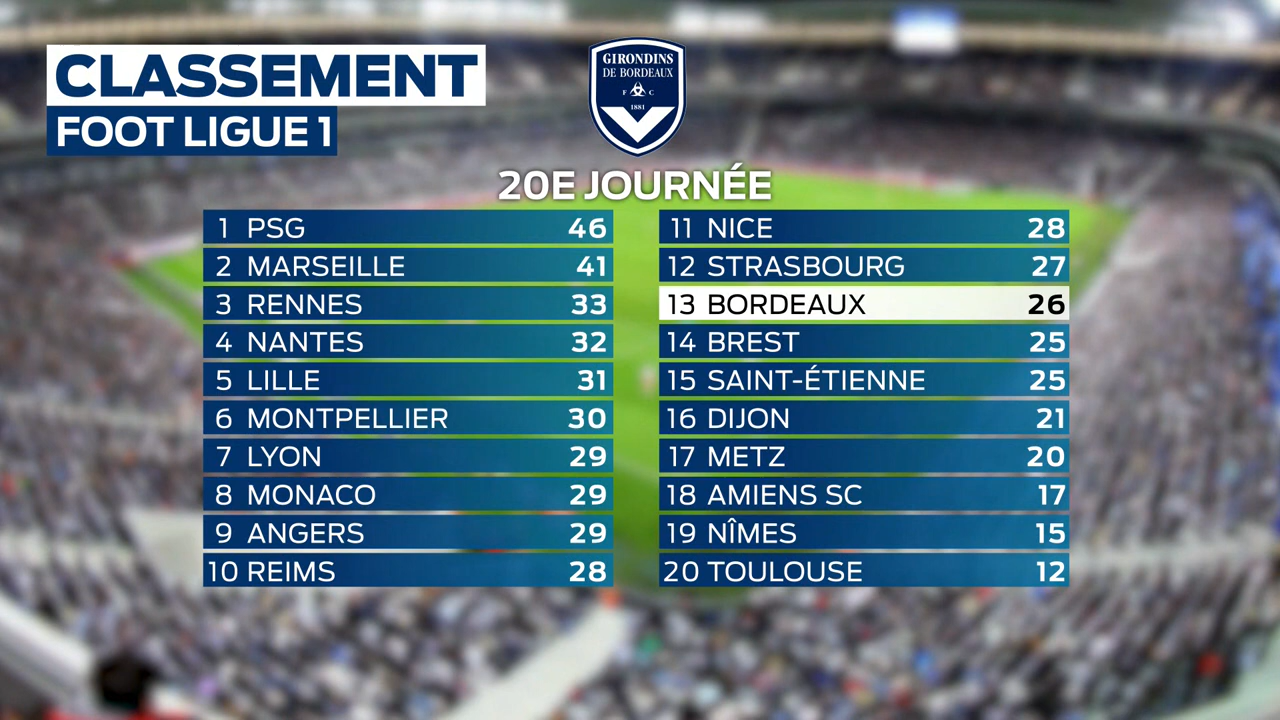 CLASSEMENT
FOOT LIGUE 1
GIRONDINS
DE BORDEAUX
F C
1881
20E JOURNÉE
1 PSG 46
2 MARSEILLE 41
3 RENNES 33
4 NANTES 32
5 LILLE 31
6 MONTPELLIER 30
7 LYON 29
8 MONACO 29
9 ANGERS 29
10 REIMS 28
11 NICE 28
12 STRASBOURG 27
13 BORDEAUX 26
14 BREST 25
15 SAINT-ÉTIENNE 25
16 DIJON 21
17 METZ 20
18 AMIENS SC 17
19 NÎMES 15
20 TOULOUSE 12